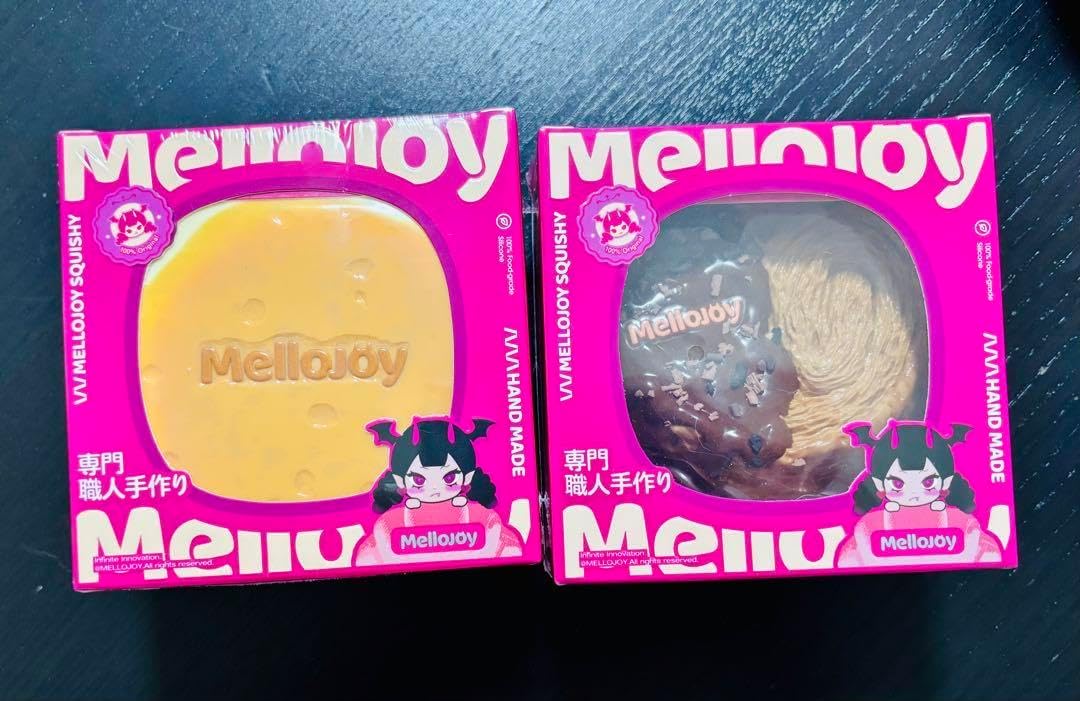 Mellojoy
100% Original
VV MELLOJOY SQUISHY
100% Food-grade
Silicone
Mellojoy
HAND MADE
専門
職人手作り
Mellojoy
Mellojoy
Infinite Innovation.
@MELLOJOY.All rights reserved.
Mellojoy
100% Original
VV MELLOJOY SQUISHY
100% Food-grade
Silicone
Mellojoy
HAND MADE
専門
職人手作り
Mellojoy
Mellojoy
Infinite Innovation.
@MELLOJOY.All rights reserved.